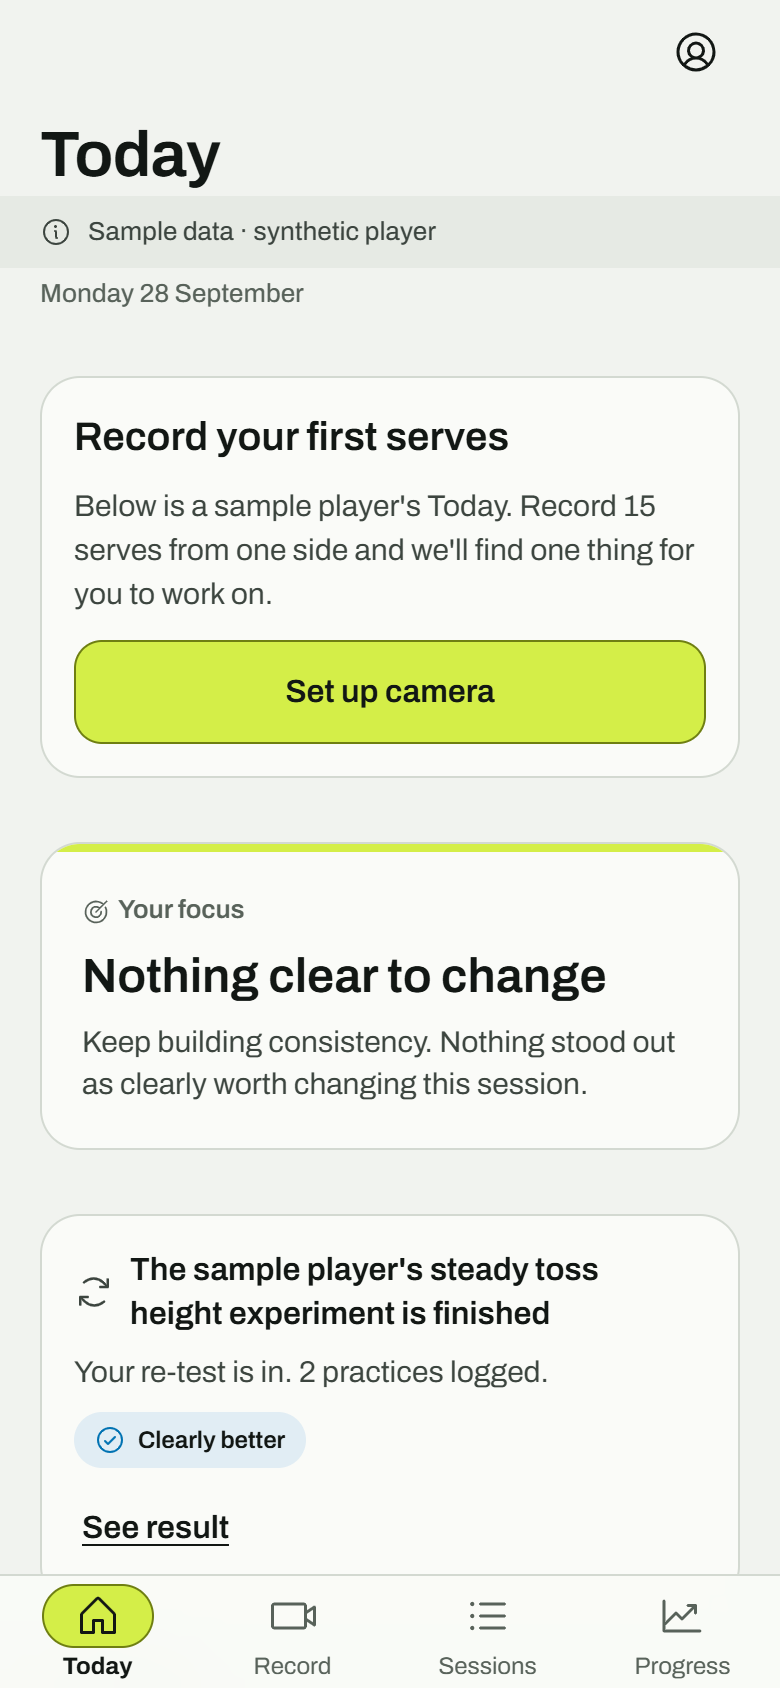 Today
Sample data · synthetic player
Monday 28 September
Record your first serves
Below is a sample player's Today. Record 15
serves from one side and we'll find one thing for
you to work on.
Set up camera
Your focus
Nothing clear to change
Keep building consistency. Nothing stood out
as clearly worth changing this session.
The sample player's steady toss
height experiment is finished
Your re-test is in. 2 practices logged.
Clearly better
See result
Today
Record
Sessions
Progress